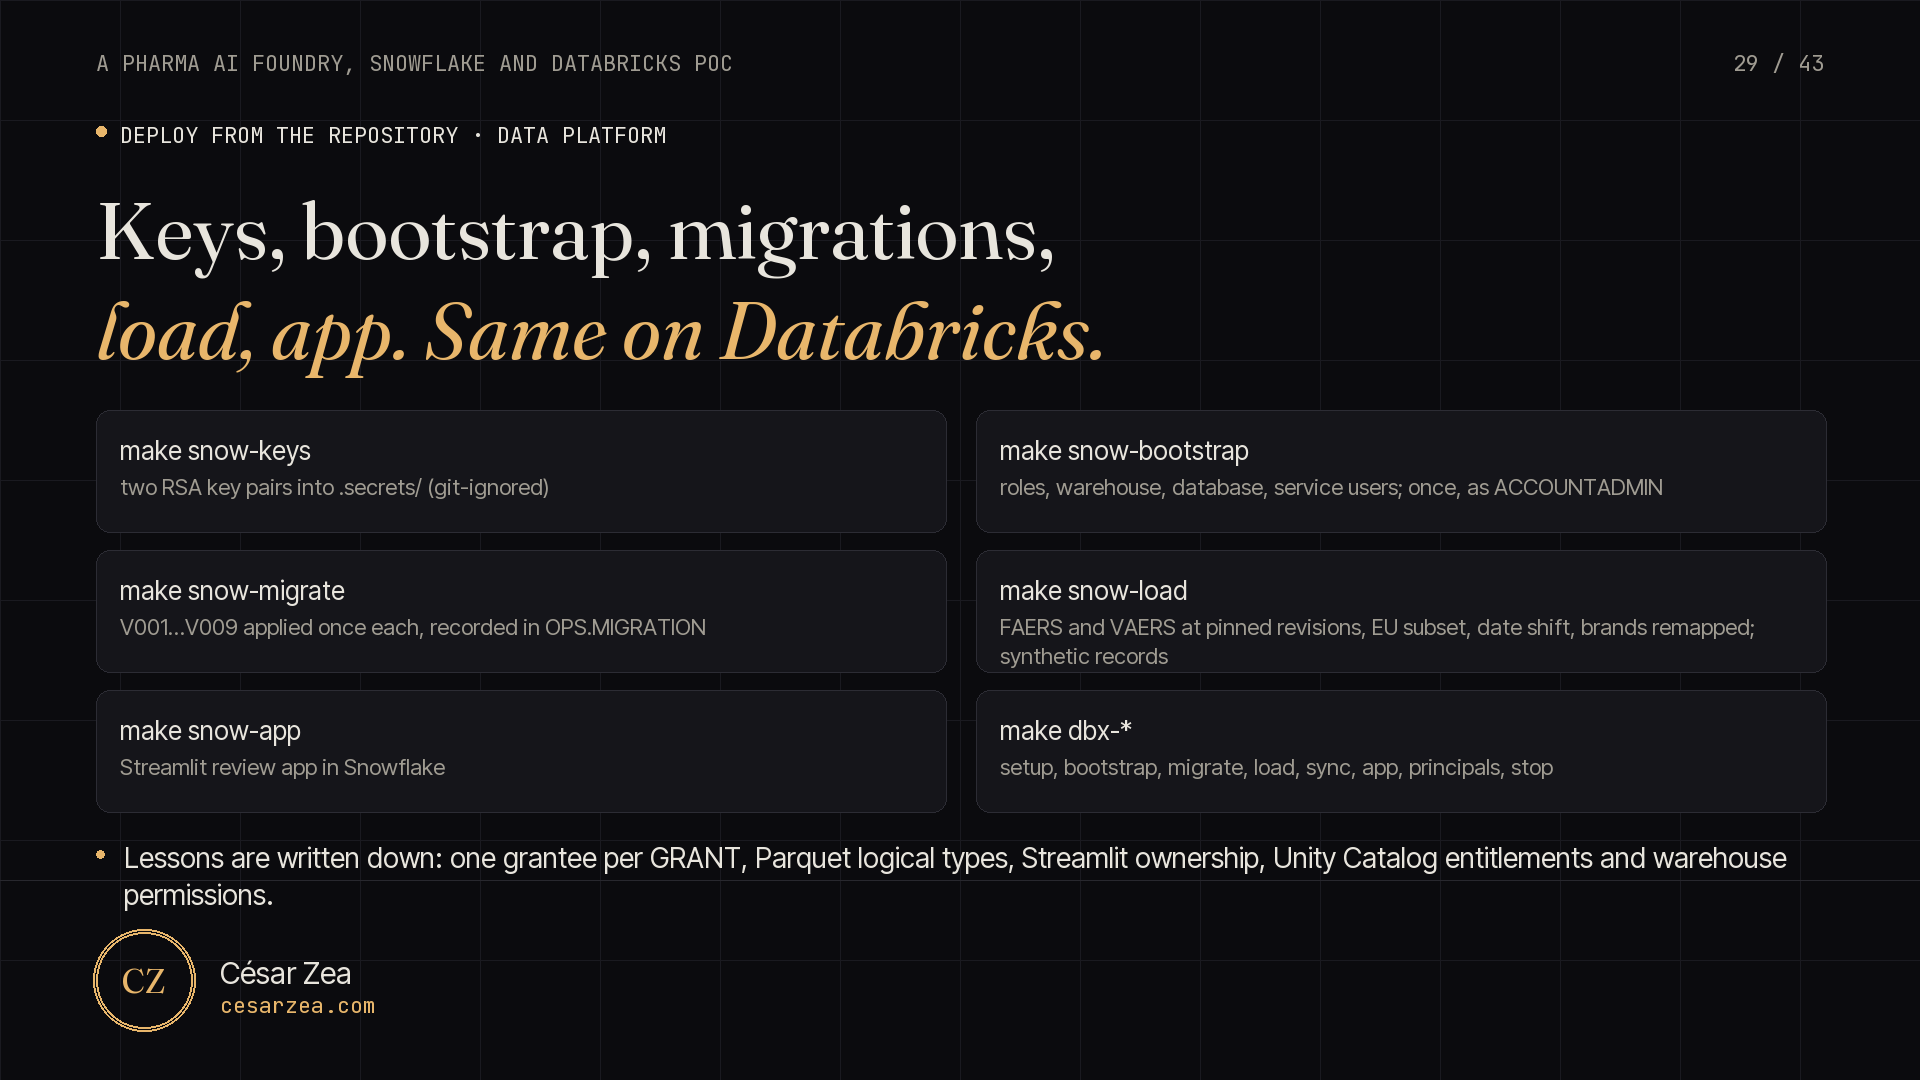 A PHARMA AI FOUNDRY, SNOWFLAKE AND DATABRICKS POC
29 / 43
DEPLOY FROM THE REPOSITORY · DATA PLATFORM
Keys, bootstrap, migrations,
load, app. Same on Databricks.
make snow-keys
two RSA key pairs into .secrets/ (git-ignored)
make snow-bootstrap
roles, warehouse, database, service users; once, as ACCOUNTADMIN
make snow-migrate
V001…V009 applied once each, recorded in OPS.MIGRATION
make snow-load
FAERS and VAERS at pinned revisions, EU subset, date shift, brands remapped;
synthetic records
make snow-app
Streamlit review app in Snowflake
make dbx-*
setup, bootstrap, migrate, load, sync, app, principals, stop
Lessons are written down: one grantee per GRANT, Parquet logical types, Streamlit ownership, Unity Catalog entitlements and warehouse
permissions.
CZ
César Zea
cesarzea.com